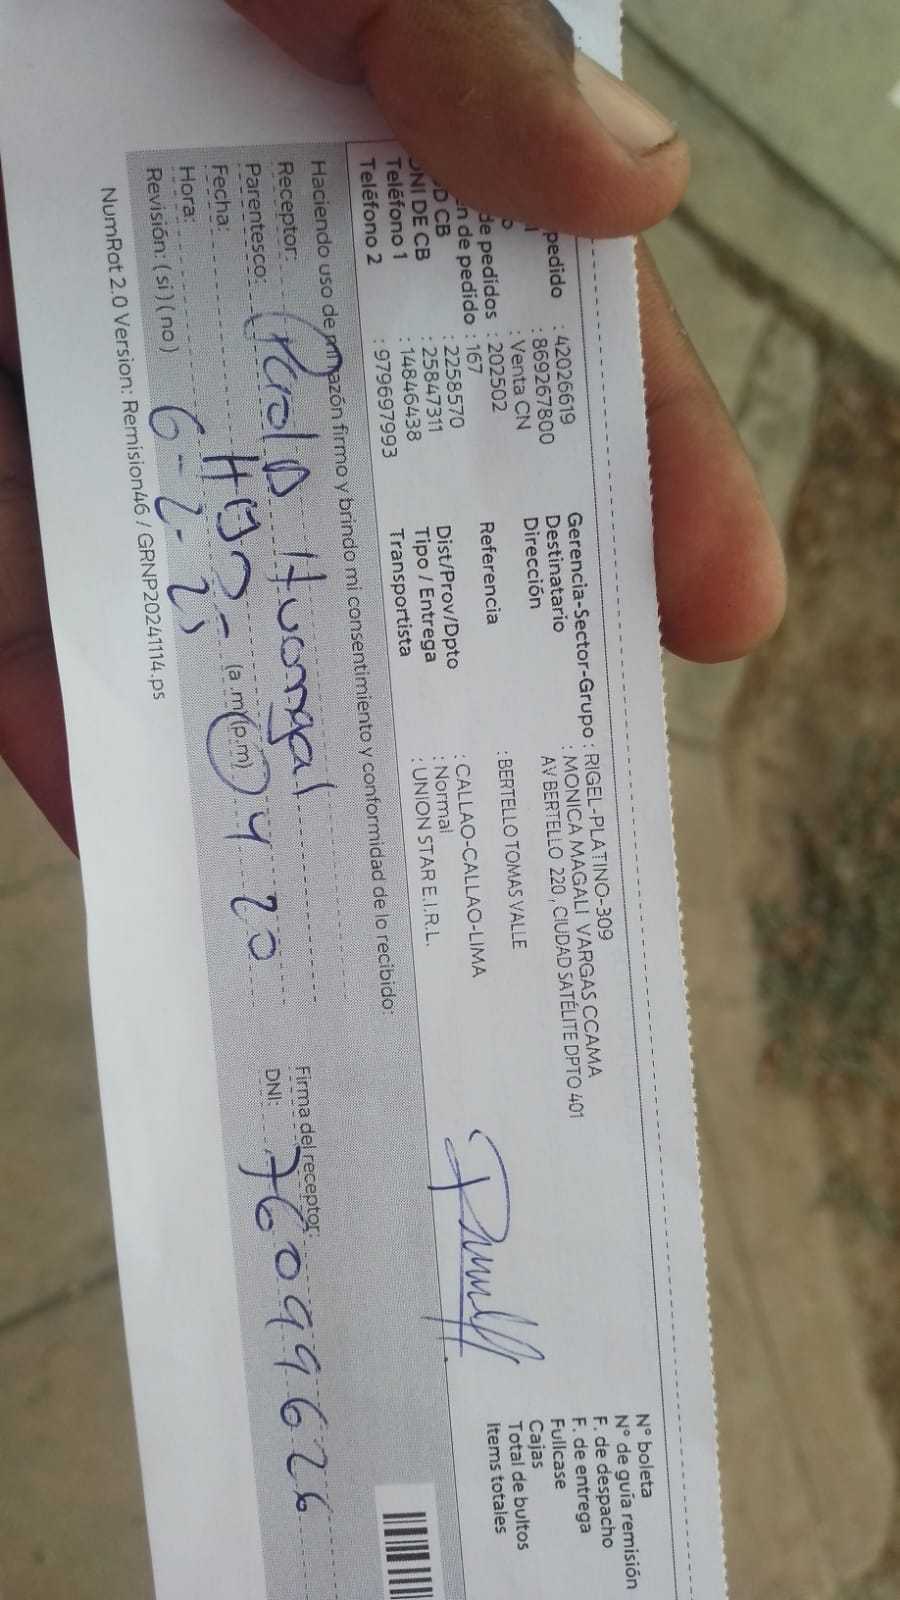 pedido : 42026619
: 869267800
: Venta CN
de pedidos : 202502
n de pedido : 167
CB : 2258570
DNI DE CB : 25847311
Teléfono 1 : 14846438
Teléfono 2 : 979697993
Gerencia-Sector-Grupo : RIGEL-PLATINO-309
Destinatario : MONICA MAGALI VARGAS CCAMA
Dirección AV BERTELLO 220 , CIUDAD SATÉLITE DPTO 401
Referencia : BERTELLO TOMAS VALLE
Dist/Prov/Dpto : CALLAO-CALLAO-LIMA
Tipo / Entrega : Normal
Transportista : UNION STAR E.I.R.L.
N° boleta
N° de guía remisión
F. de despacho
F. de entrega
Fullcase
Cajas
Total de bultos
Items totales
Haciendo uso de mi razón firmo y brindo mi consentimiento y conformidad de lo recibido:
Receptor:
Parentesco:
Fecha:
Hora: (a.m) (p.m) 4 20
Revisión: ( si ) ( no ) 6-2-25
Firma del receptor:
DNI: 76099626
NumRot 2.0 Version: Remision46 / GRNP20241114.ps